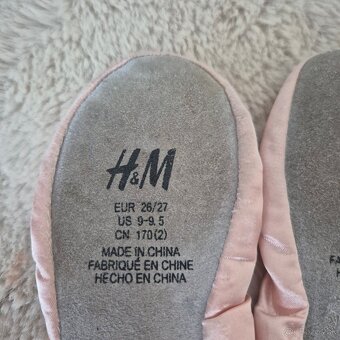 H&M
EUR 26/27
US 9-9,5
CN 170(2)
MADE IN CHINA
FABRIQUÉ EN CHINE
HECHO EN CHINA